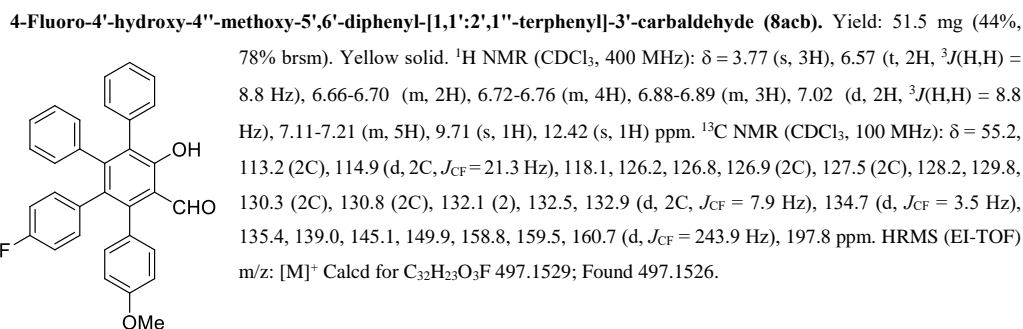 4-Fluoro-4'-hydroxy-4''-methoxy-5',6'-diphenyl-[1,1':2',1''-terphenyl]-3'-carbaldehyde (8acb). Yield: 51.5 mg (44%,
78% brsm). Yellow solid. ¹H NMR (CDCl₃, 400 MHz): δ = 3.77 (s, 3H), 6.57 (t, 2H, ³J(H,H) =
8.8 Hz), 6.66-6.70 (m, 2H), 6.72-6.76 (m, 4H), 6.88-6.89 (m, 3H), 7.02 (d, 2H, ³J(H,H) = 8.8
Hz), 7.11-7.21 (m, 5H), 9.71 (s, 1H), 12.42 (s, 1H) ppm. ¹³C NMR (CDCl₃, 100 MHz): δ = 55.2,
113.2 (2C), 114.9 (d, 2C, J_CF = 21.3 Hz), 118.1, 126.2, 126.8, 126.9 (2C), 127.5 (2C), 128.2, 129.8,
130.3 (2C), 130.8 (2C), 132.1 (2), 132.5, 132.9 (d, 2C, J_CF = 7.9 Hz), 134.7 (d, J_CF = 3.5 Hz),
135.4, 139.0, 145.1, 149.9, 158.8, 159.5, 160.7 (d, J_CF = 243.9 Hz), 197.8 ppm. HRMS (EI-TOF)
m/z: [M]⁺ Calcd for C₃₂H₂₃O₃F 497.1529; Found 497.1526.
OH
CHO
F
OMe